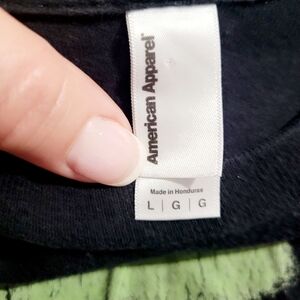 American Apparel
Made in Honduras
L | G | G